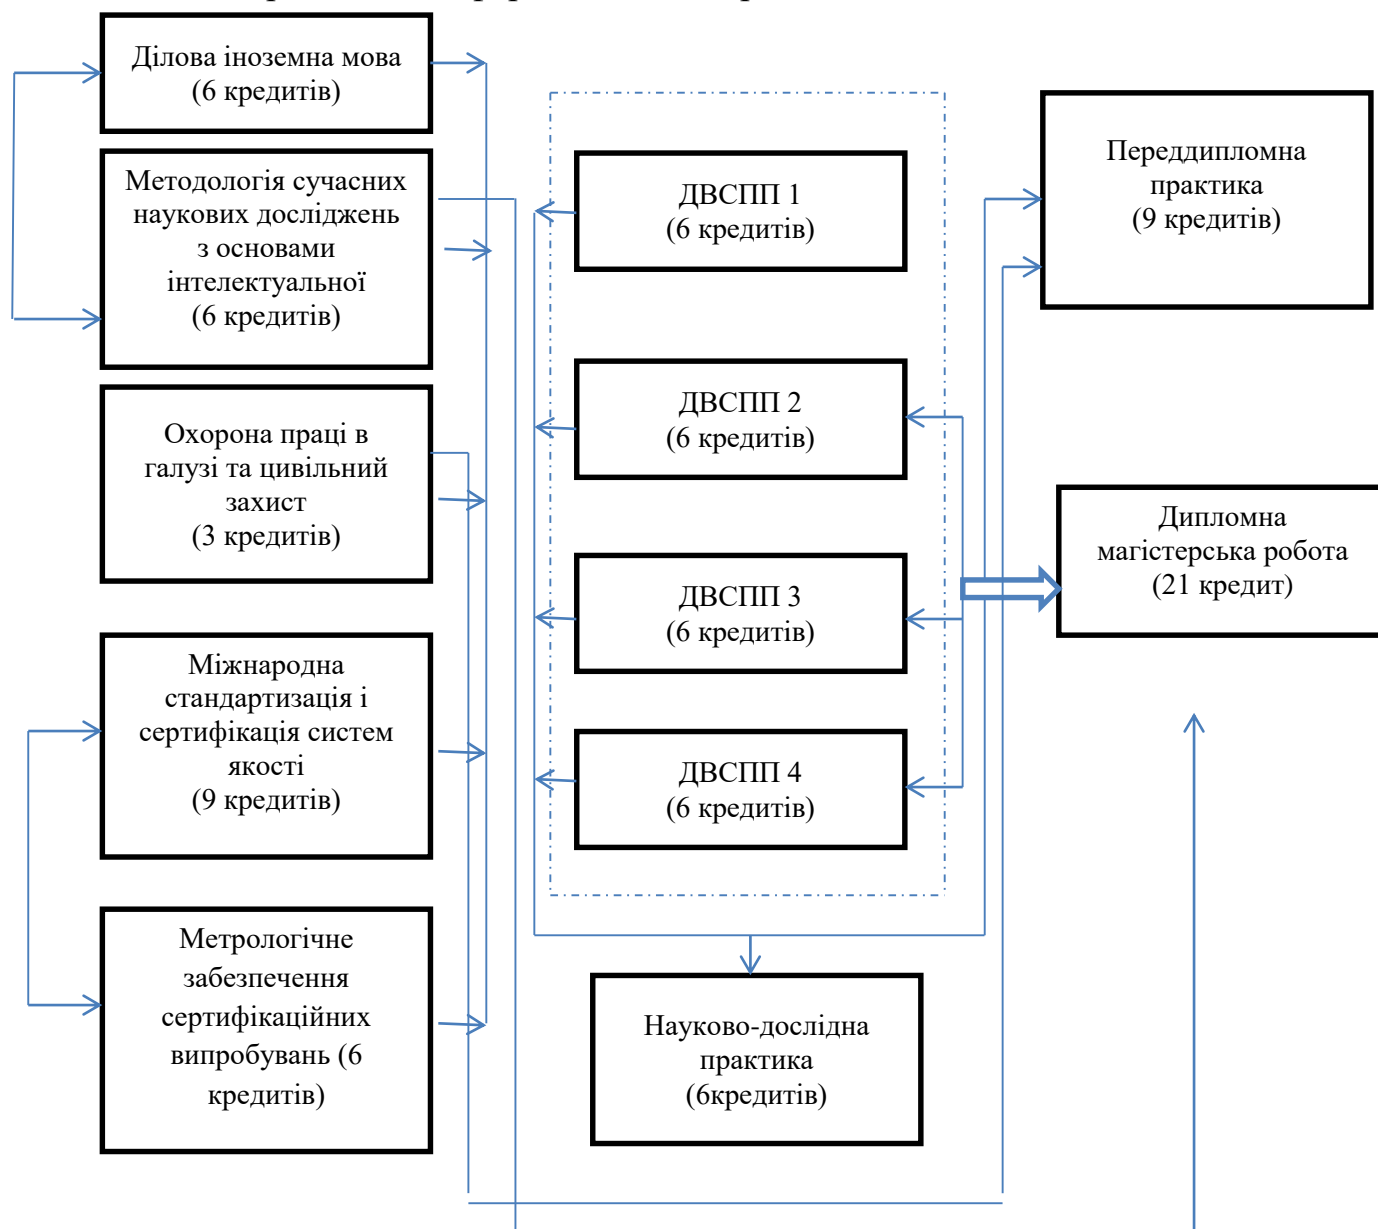 Ділова іноземна мова
(6 кредитів)
Методологія сучасних
наукових досліджень
з основами
інтелектуальної
(6 кредитів)
Охорона праці в
галузі та цивільний
захист
(3 кредитів)
Міжнародна
стандартизація і
сертифікація систем
якості
(9 кредитів)
Метрологічне
забезпечення
сертифікаційних
випробувань (6
кредитів)
ДВСПП 1
(6 кредитів)
ДВСПП 2
(6 кредитів)
ДВСПП 3
(6 кредитів)
ДВСПП 4
(6 кредитів)
Науково-дослідна
практика
(6кредитів)
Переддипломна
практика
(9 кредитів)
Дипломна
магістерська робота
(21 кредит)